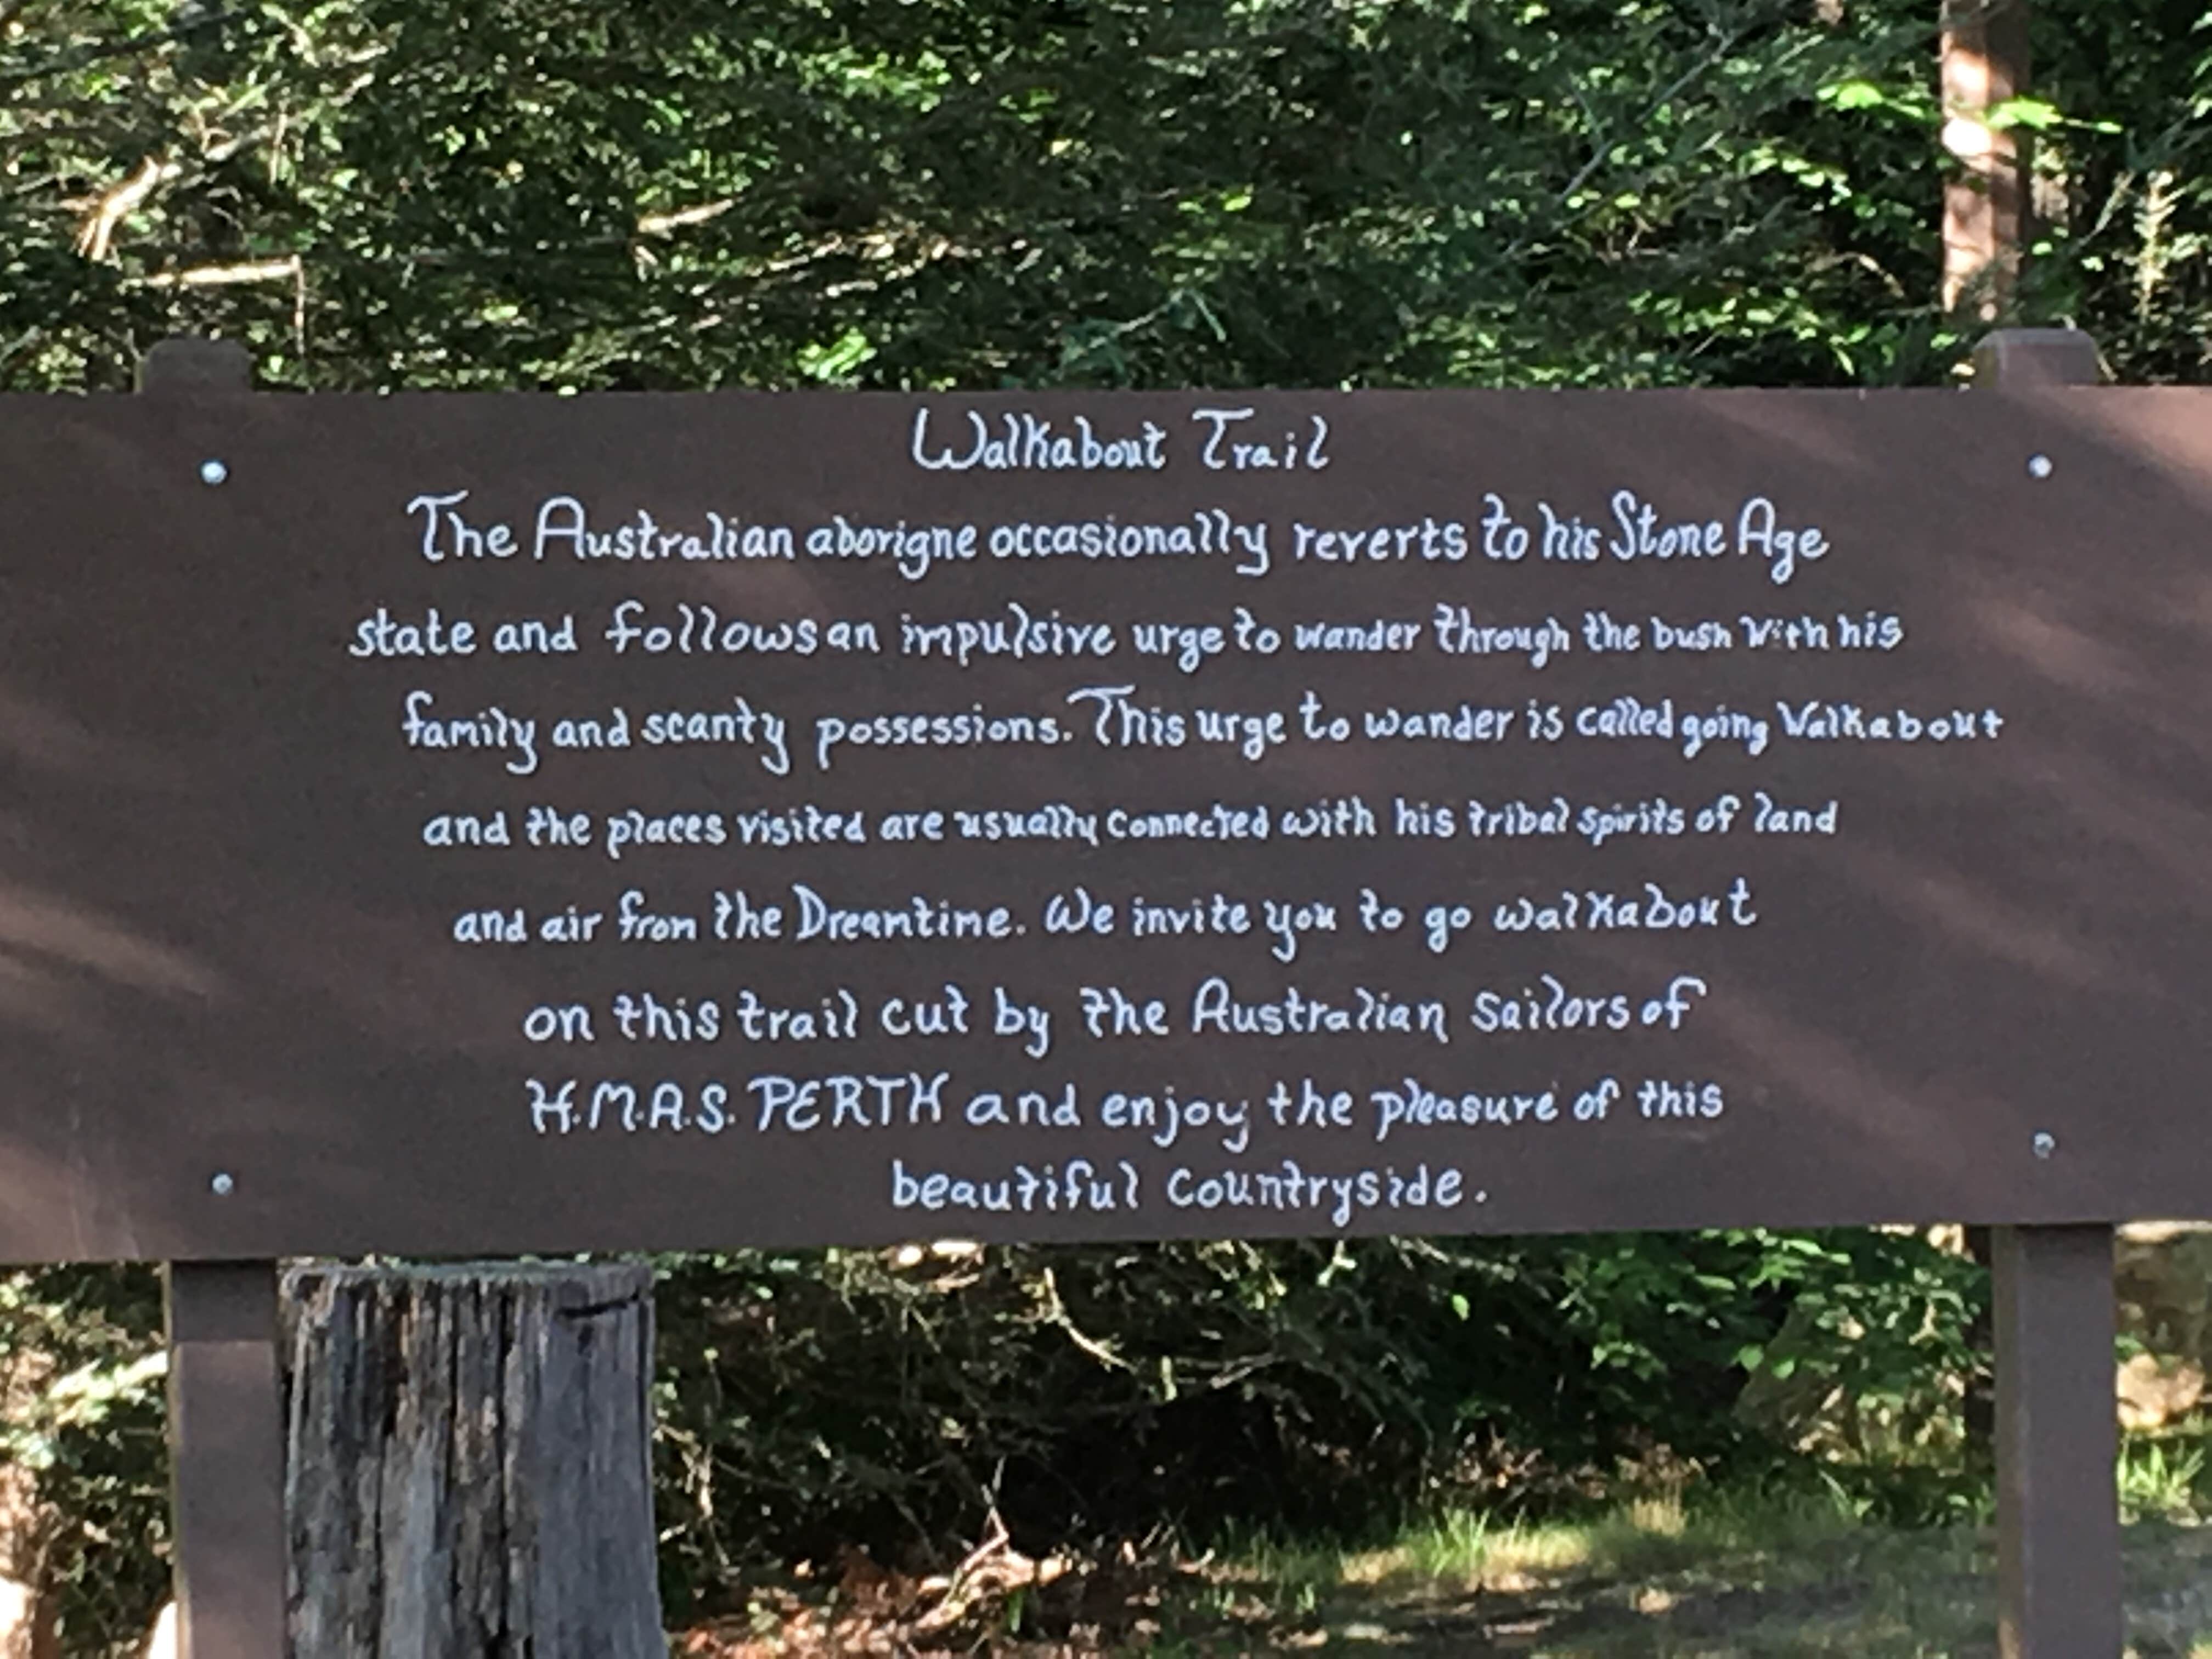 Walkabout Trail
The Australian aborigne occasionally reverts to his Stone Age
state and follows an impulsive urge to wander through the bush with his
family and scanty possessions. This urge to wander is called going Walkabout
and the places visited are usually connected with his tribal spirits of land
and air from the Dreantime. We invite you to go walkabout
on this trail cut by the Australian sailors of
H.M.A.S. PERTH and enjoy the pleasure of this
beautiful countryside.